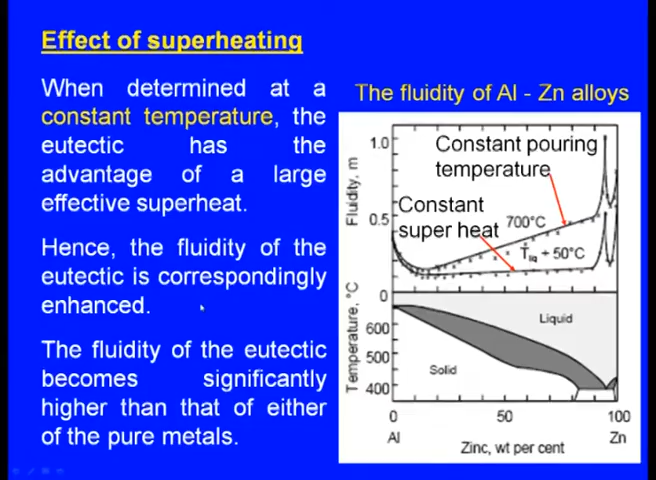 Effect of superheating
When determined at a
constant temperature, the
eutectic has the
advantage of a large
effective superheat.
Hence, the fluidity of the
eutectic is correspondingly
enhanced.
The fluidity of the eutectic
becomes significantly
higher than that of either
of the pure metals.
The fluidity of Al - Zn alloys
Fluidity, m
1.0
0.5
0
Constant pouring
temperature
Constant
super heat
700°C
Tliq + 50°C
Temperature, °C
600
500
400
Liquid
Solid
0 50 100
Al Zn
Zinc, wt per cent